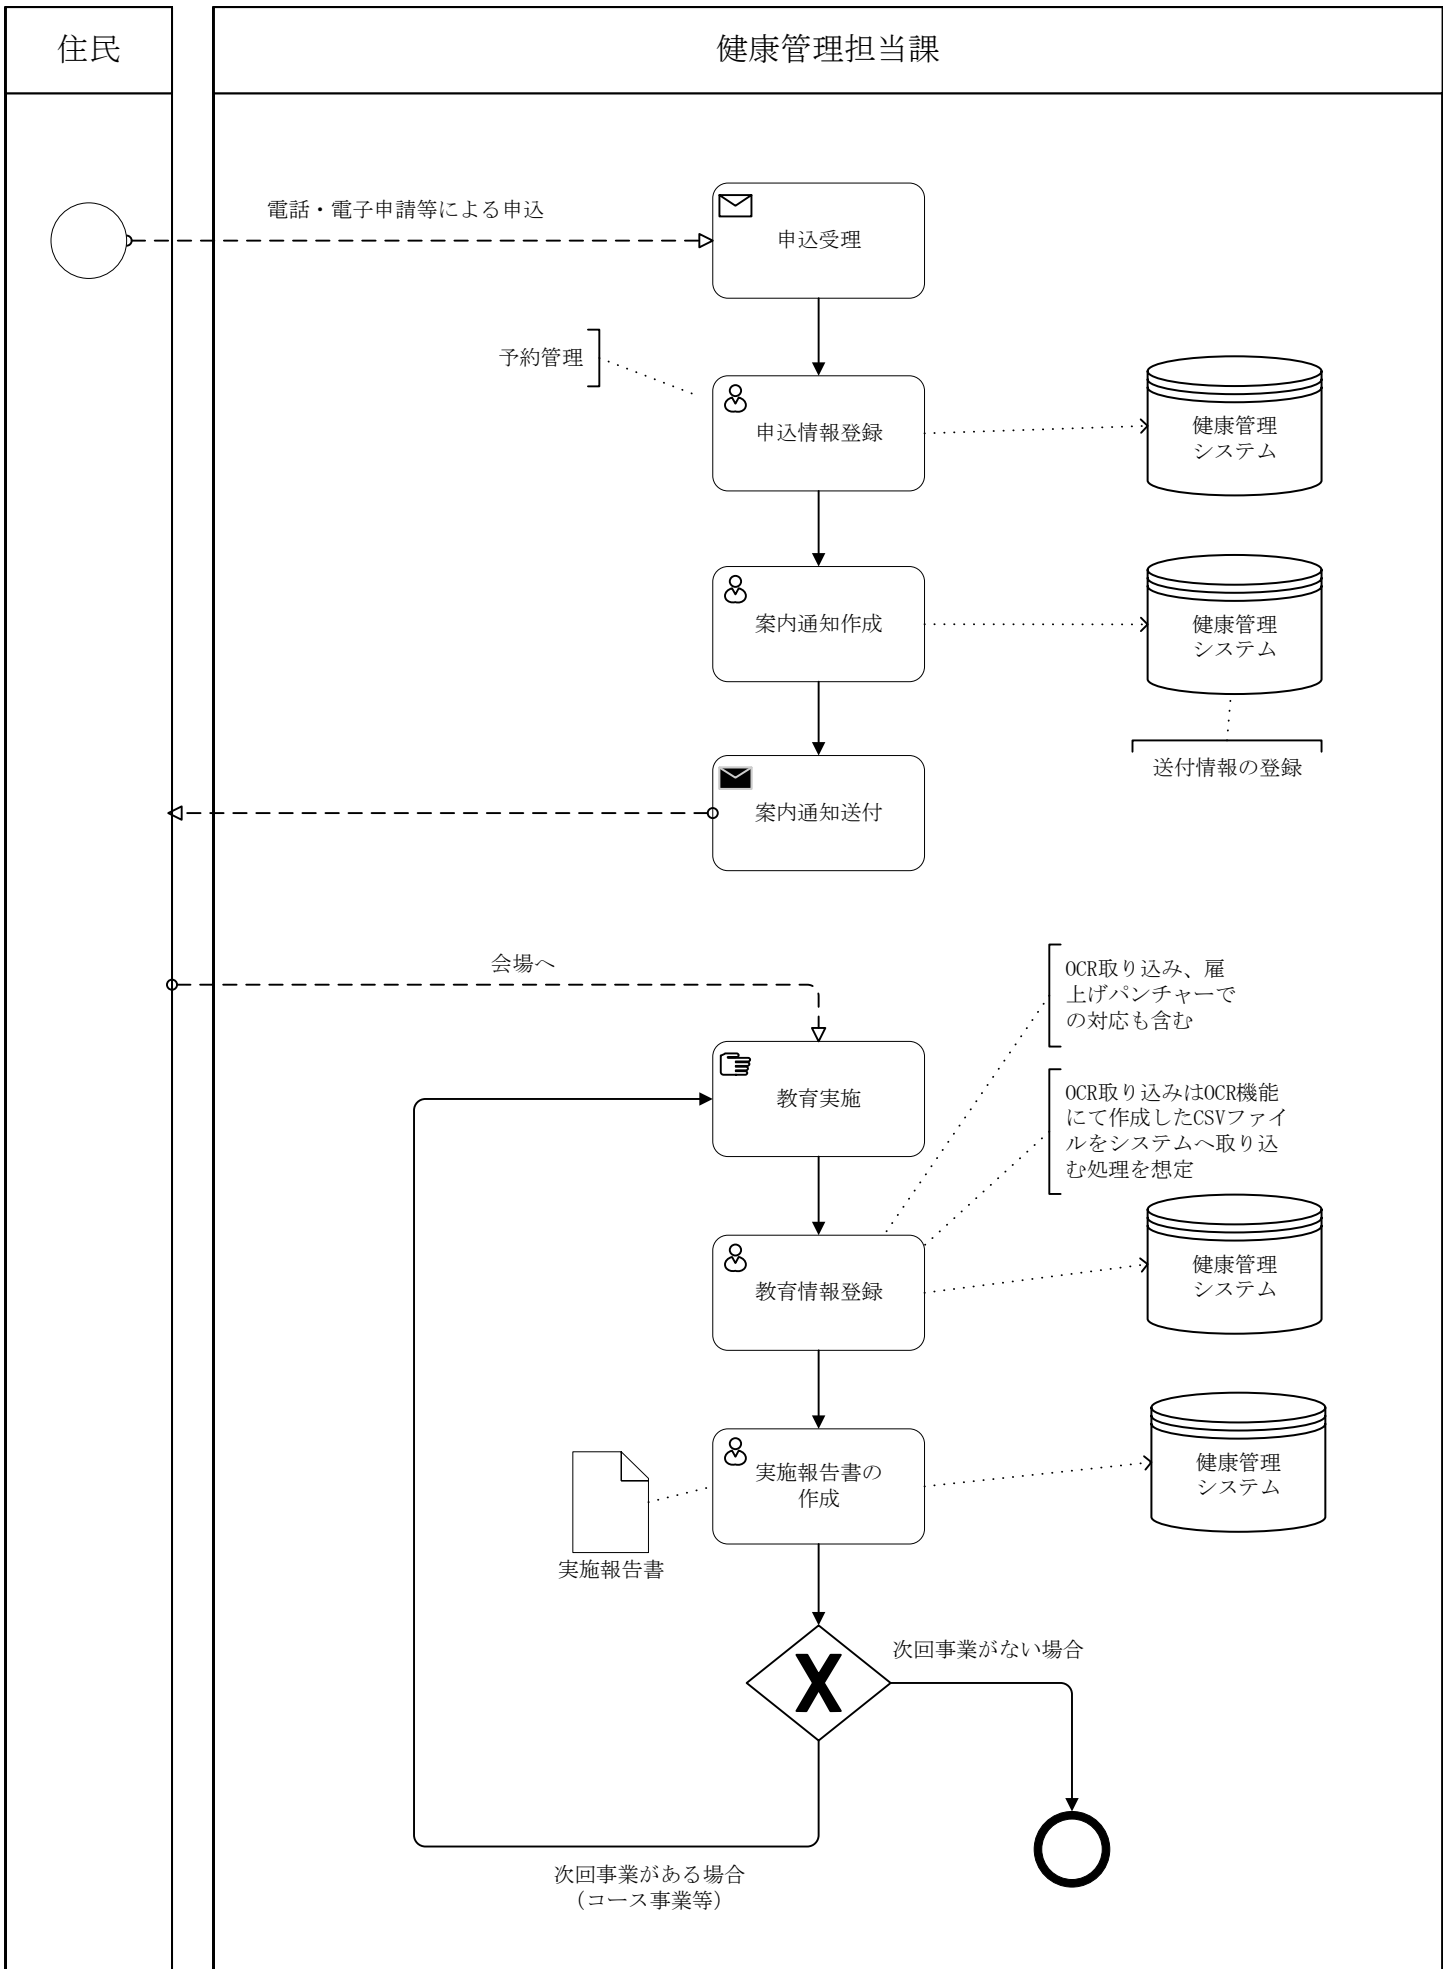 住民
健康管理担当課
電話・電子申請等による申込
申込受理
予約管理
申込情報登録
健康管理
システム
案内通知作成
健康管理
システム
送付情報の登録
案内通知送付
会場へ
OCR取り込み、雇
上げパンチャーで
の対応も含む
教育実施
OCR取り込みはOCR機能
にて作成したCSVファイ
ルをシステムへ取り込
む処理を想定
教育情報登録
健康管理
システム
実施報告書の
作成
健康管理
システム
実施報告書
X
次回事業がない場合
次回事業がある場合
（コース事業等）